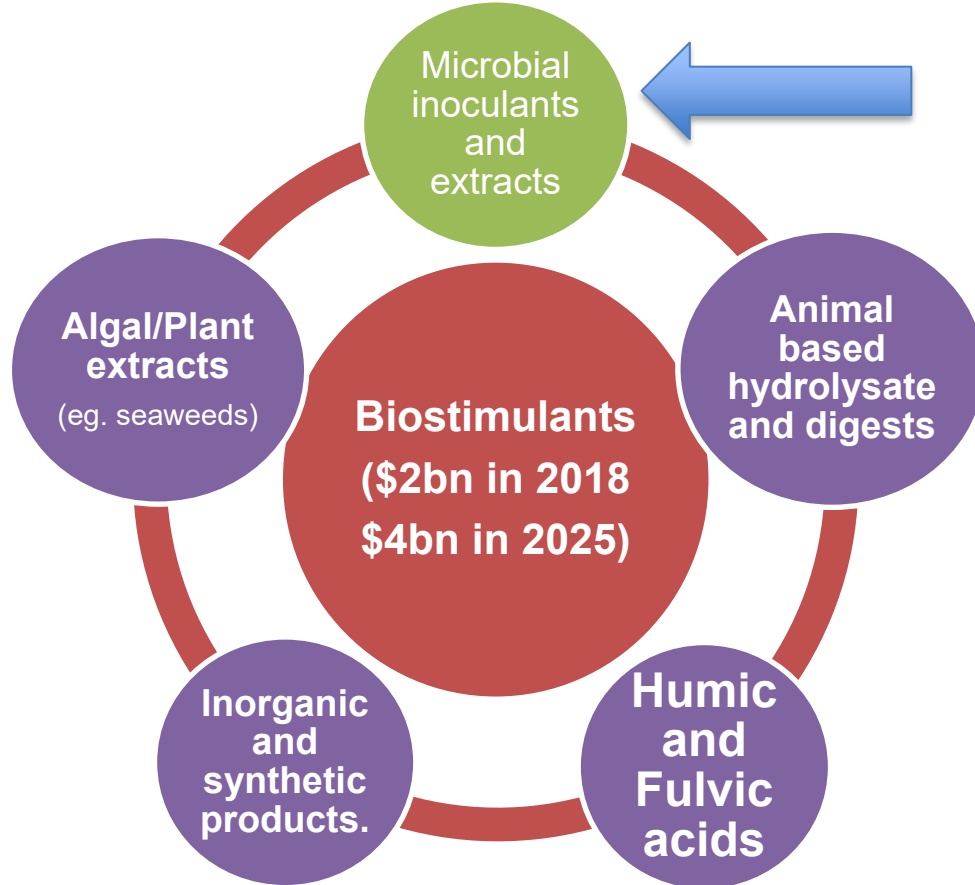 Microbial
inoculants
and
extracts
Algal/Plant
extracts
(eg. seaweeds)
Animal
based
hydrolysate
and digests
Biostimulants
($2bn in 2018
$4bn in 2025)
Inorganic
and
synthetic
products.
Humic
and
Fulvic
acids